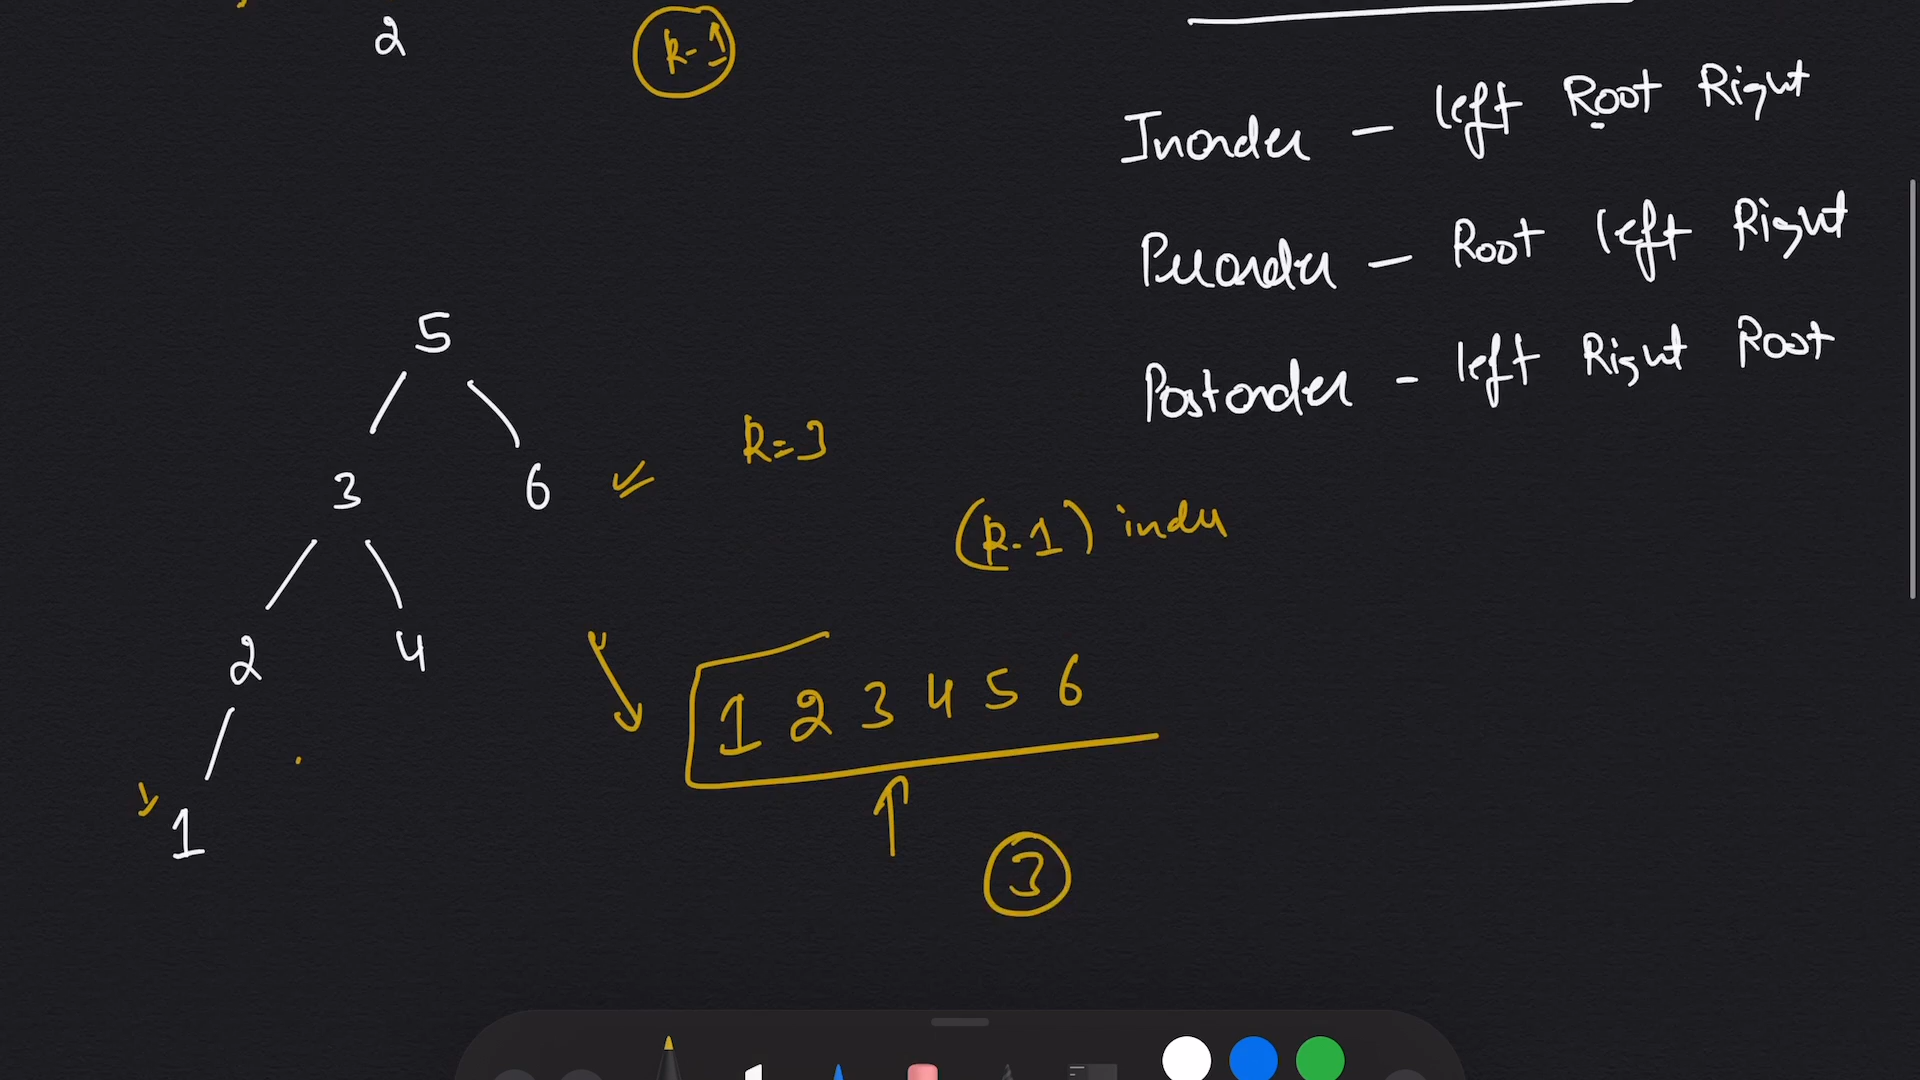 2
k-1
Inorder - left Root Right
Preorder - Root left Right
Postorder - left Right Root
5
3 6
k=3
(k-1) index
2 4
1 2 3 4 5 6
1
3